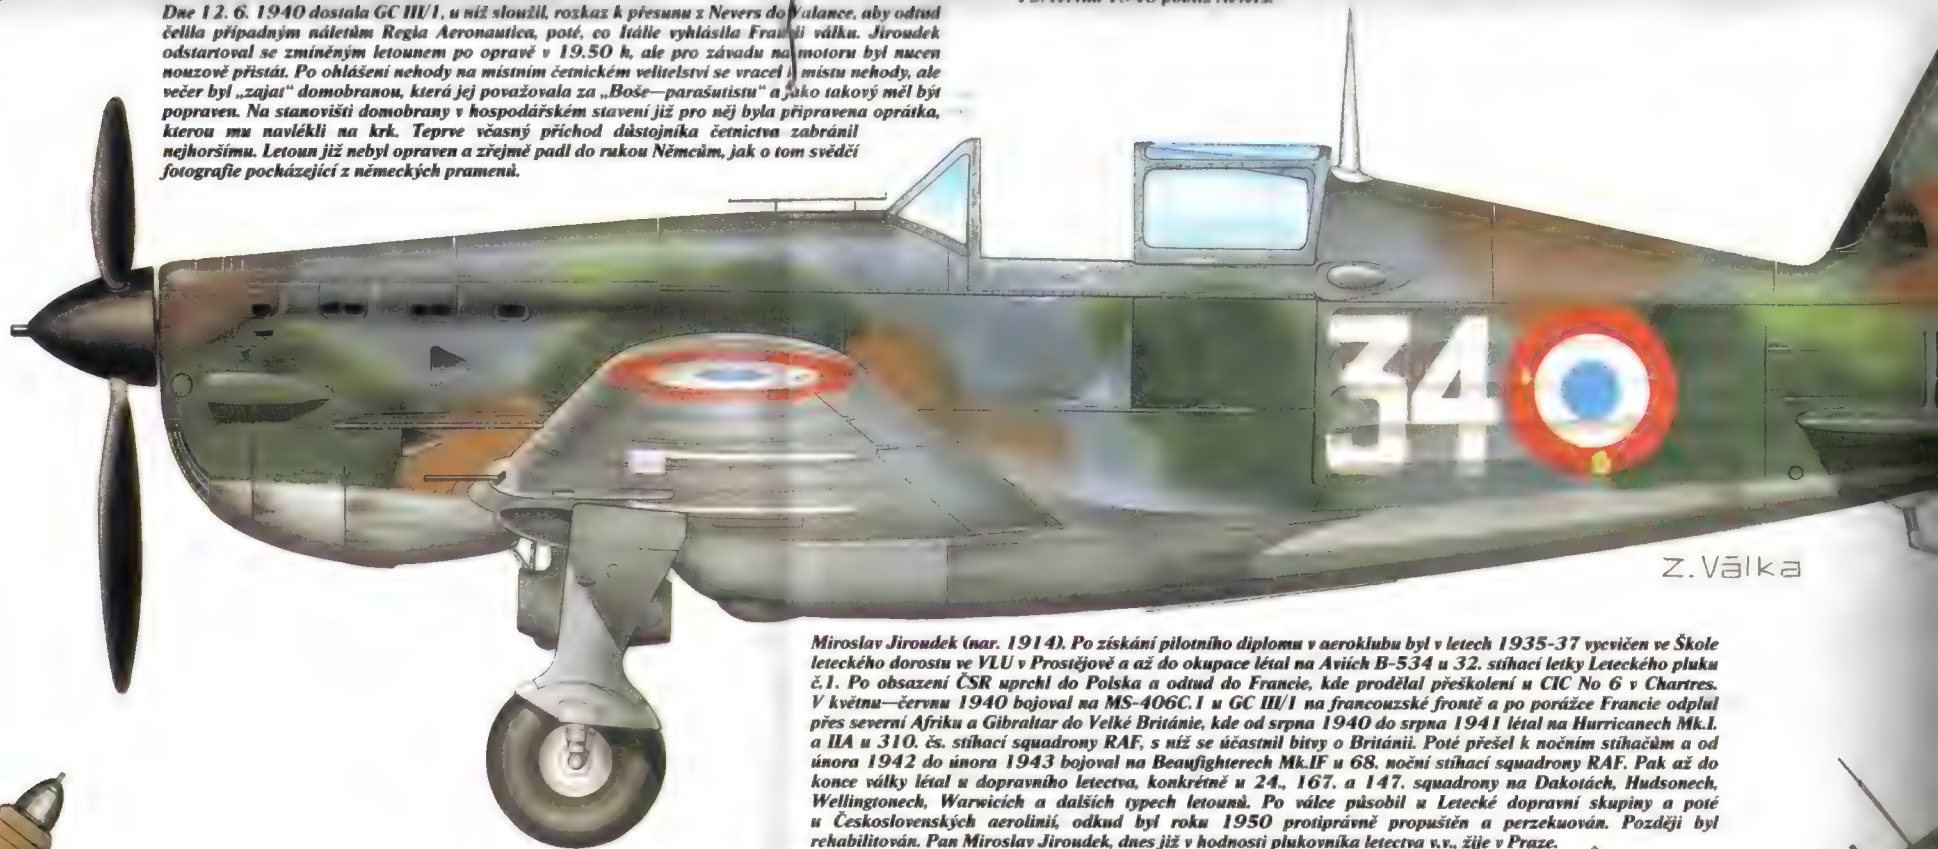 Dne 12. 6. 1940 dostala GC III/1, u níž sloužil, rozkaz k přesunu z Nevers do Valance, aby odtud
čelila případným náletům Regia Aeronautica, poté, co Itálie vyhlásila Francii válku. Jiroudek
odstartoval se zmíněným letounem po opravě v 19.50 h, ale pro závadu na motoru byl nucen
nouzově přistát. Po ohlášení nehody na místním četnickém velitelství se vracel k místu nehody, ale
večer byl „zajat“ domobranou, která jej považovala za „Boše—parašutistu“ a jako takový měl být
popraven. Na stanovišti domobrany v hospodářském stavení již pro něj byla připravena oprátka,
kterou mu navlékli na krk. Teprve včasný příchod důstojníka četnictva zabránil
nejhoršímu. Letoun již nebyl opraven a zřejmě padl do rukou Němcům, jak o tom svědčí
fotografie pocházející z německých pramenů.
34
Z. Válka
Miroslav Jiroudek (nar. 1914). Po získání pilotního diplomu v aeroklubu byl v letech 1935-37 vycvičen ve Škole
leteckého dorostu ve VLU v Prostějově a až do okupace létal na Aviích B-534 u 32. stíhací letky Leteckého pluku
č.1. Po obsazení ČSR uprchl do Polska a odtud do Francie, kde prodělal přeškolení u CIC No 6 v Chartres.
V květnu—červnu 1940 bojoval na MS-406C.1 u GC III/1 na francouzské frontě a po porážce Francie odplul
přes severní Afriku a Gibraltar do Velké Británie, kde od srpna 1940 do srpna 1941 létal na Hurricanech Mk.I.
a IIA u 310. čs. stíhací squadrony RAF, s níž se účastnil bitvy o Británii. Poté přešel k nočním stíhačům a od
února 1942 do února 1943 bojoval na Beaufighterech Mk.IF u 68. noční stíhací squadrony RAF. Pak až do
konce války létal u dopravního letectva, konkrétně u 24., 167. a 147. squadrony na Dakotách, Hudsonech,
Wellingtonech, Warwicích a dalších typech letounů. Po válce působil u Letecké dopravní skupiny a poté
u Československých aerolinií, odkud byl roku 1950 protiprávně propuštěn a perzekuován. Později byl
rehabilitován. Pan Miroslav Jiroudek, dnes již v hodnosti plukovníka letectva v.v., žije v Praze.